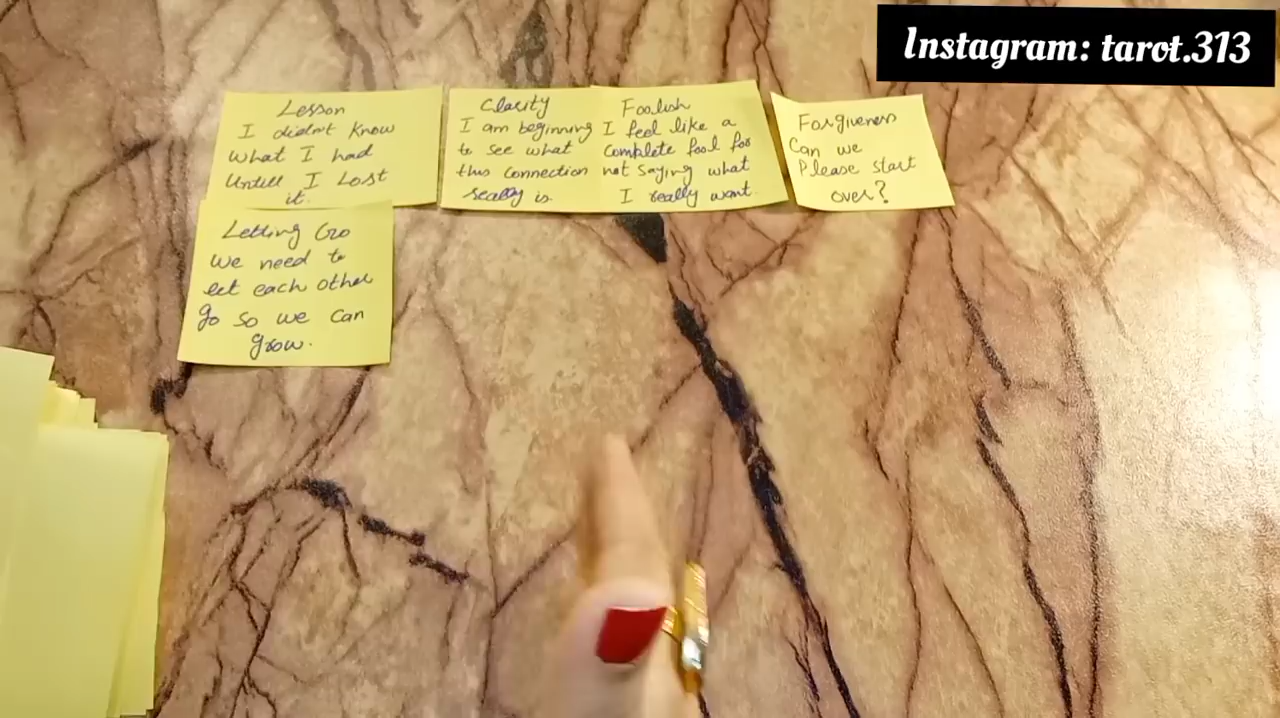 Instagram: tarot.313
Lesson
I didn't know
what I had
Untill I Lost
it.
Clarity
I am beginning
to see what
this connection
really is.
Foolish
I feel like a
Complete fool for
not saying what
I really want.
Forgiveness
Can we
Please start
over?
Letting Go
We need to
let each other
go so we can
grow.